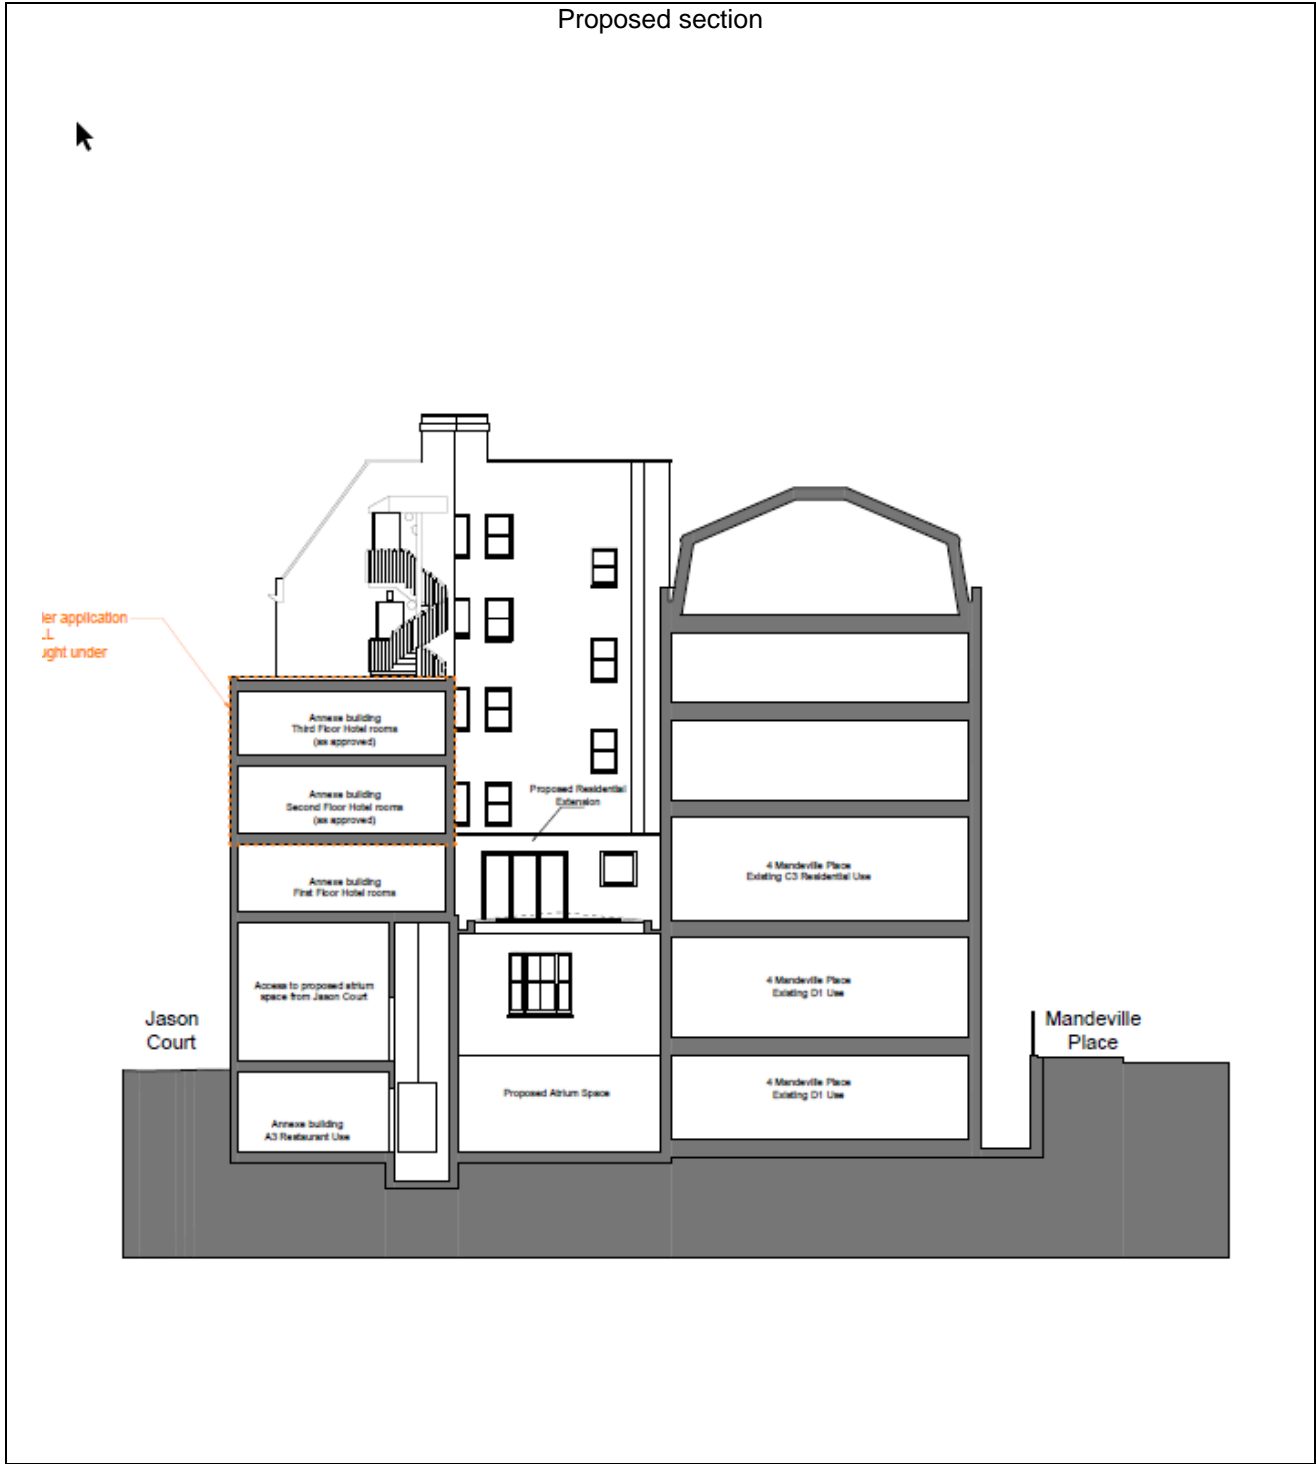 Proposed section
ler application
LL
ught under
Annexe building
Third Floor Hotel rooms
(as approved)
Annexe building
Second Floor Hotel rooms
(as approved)
Proposed Residential
Extension
Annexe building
First Floor Hotel rooms
4 Mandeville Place
Existing C3 Residential Use
Access to proposed atrium
space from Jason Court
4 Mandeville Place
Existing D1 Use
Jason
Court
Mandeville
Place
Annexe building
A3 Restaurant Use
Proposed Atrium Space
4 Mandeville Place
Existing D1 Use